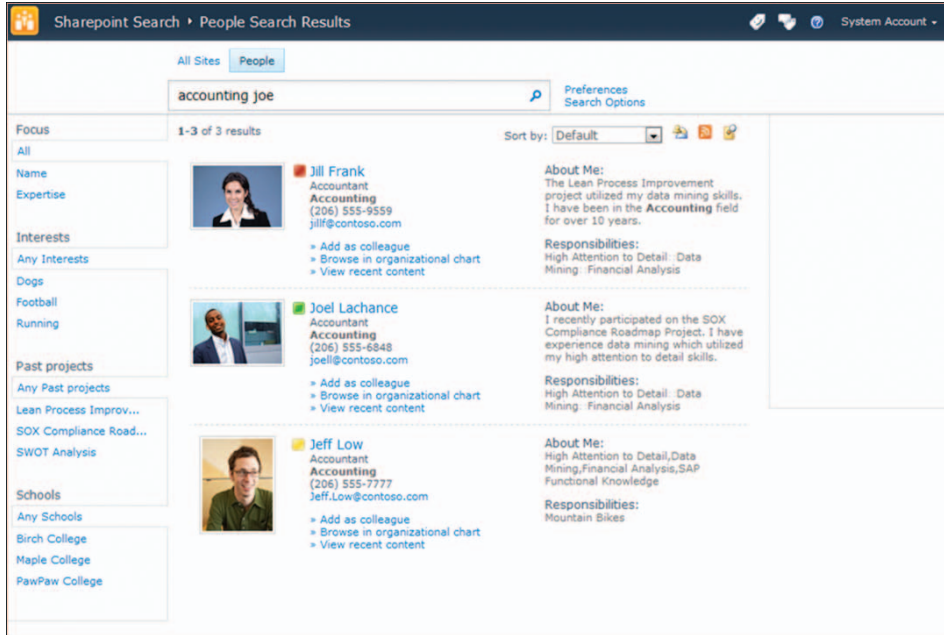 Sharepoint Search ▸ People Search Results
System Account
All Sites People
accounting joe
Preferences
Search Options
Focus
All
Name
Expertise
Interests
Any Interests
Dogs
Football
Running
Past projects
Any Past projects
Lean Process Improv...
SOX Compliance Road...
SWOT Analysis
Schools
Any Schools
Birch College
Maple College
PawPaw College
1-3 of 3 results
Sort by: Default
Jill Frank
Accountant
Accounting
(206) 555-9559
jillf@contoso.com
» Add as colleague
» Browse in organizational chart
» View recent content
About Me:
The Lean Process Improvement
project utilized my data mining skills.
I have been in the Accounting field
for over 10 years.
Responsibilities:
High Attention to Detail Data
Mining Financial Analysis
Joel Lachance
Accountant
Accounting
(206) 555-6848
joell@contoso.com
» Add as colleague
» Browse in organizational chart
» View recent content
About Me:
I recently participated on the SOX
Compliance Roadmap Project. I have
experience data mining which utilized
my high attention to detail skills.
Responsibilities:
High Attention to Detail Data
Mining Financial Analysis
Jeff Low
Accountant
Accounting
(206) 555-7777
Jeff.Low@contoso.com
» Add as colleague
» Browse in organizational chart
» View recent content
About Me:
High Attention to Detail,Data
Mining,Financial Analysis,SAP
Functional Knowledge
Responsibilities:
Mountain Bikes